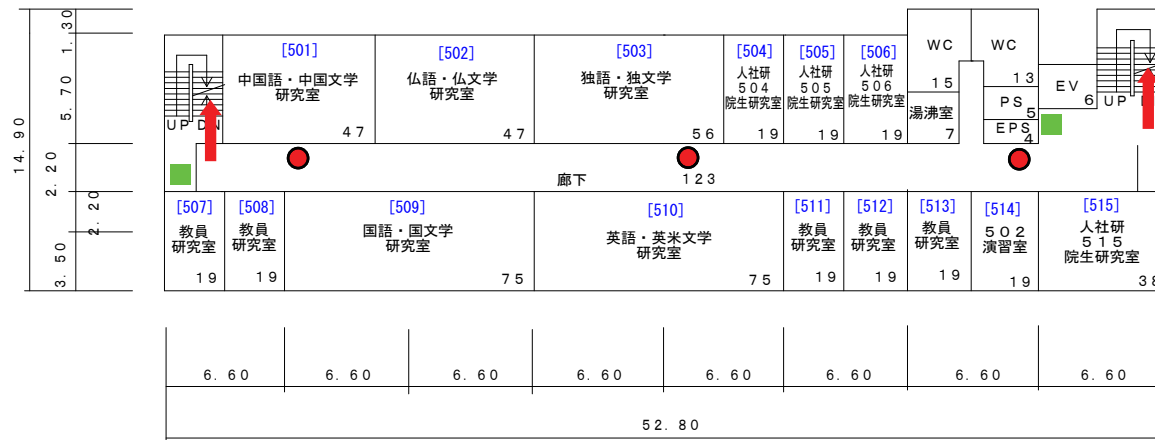 [501]
中国語・中国文学
研究室
47
[502]
仏語・仏文学
研究室
47
[503]
独語・独文学
研究室
56
[504]
人社研
504
院生研究室
19
[505]
人社研
505
院生研究室
19
[506]
人社研
506
院生研究室
19
WC
15
湯沸室
7
WC
13
PS
5
EPS
4
EV
6
UP DN
UP
廊下
123
[507]
教員
研究室
19
[508]
教員
研究室
19
[509]
国語・国文学
研究室
75
[510]
英語・英米文学
研究室
75
[511]
教員
研究室
19
[512]
教員
研究室
19
[513]
教員
研究室
19
[514]
502
演習室
19
[515]
人社研
515
院生研究室
38
14.90
1.30
5.70
2.20
2.20
3.50
6.60
6.60
6.60
6.60
6.60
6.60
6.60
6.60
52.80